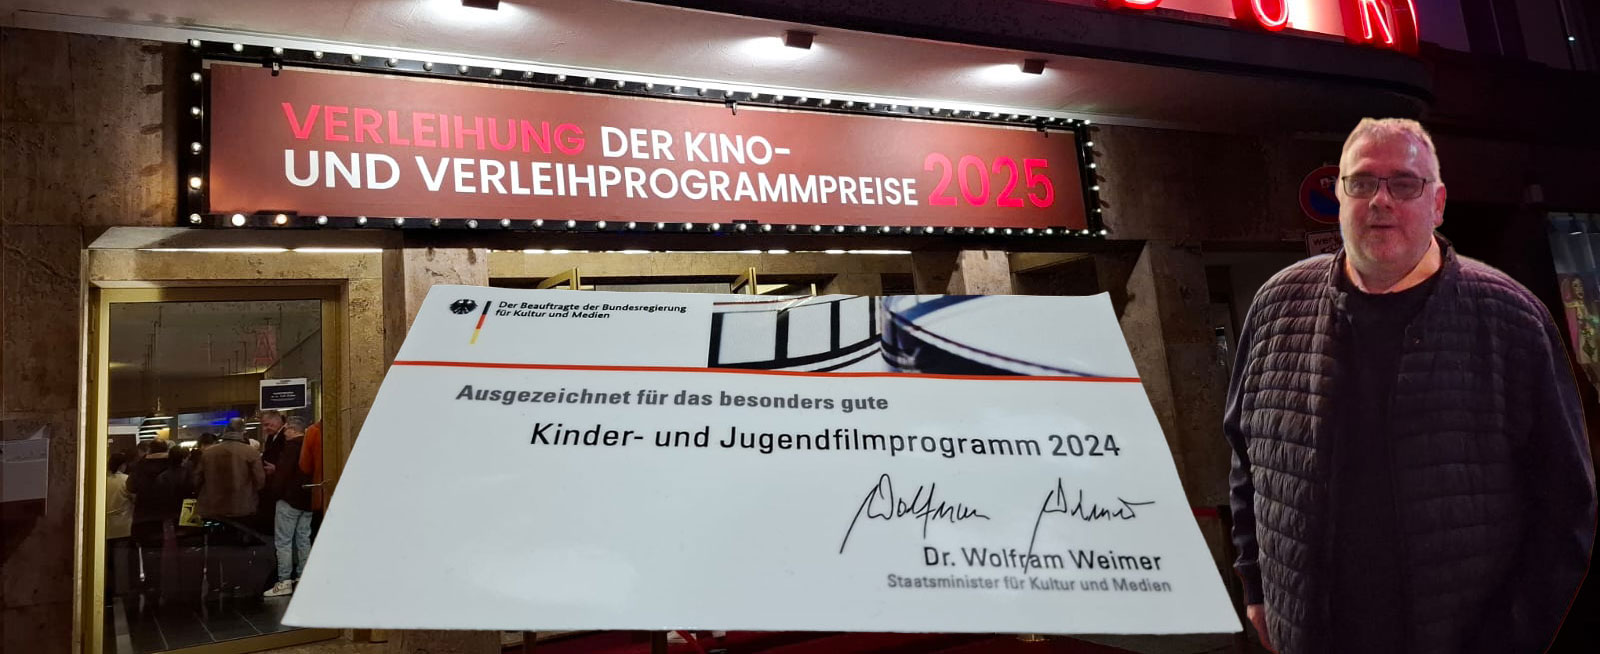 VERLEIHUNG DER KINO-
UND VERLEIHPROGRAMMPREISE 2025
Der Beauftragte der Bundesregierung
für Kultur und Medien
Ausgezeichnet für das besonders gute
Kinder- und Jugendfilmprogramm 2024
Dr. Wolfram Weimer
Staatsminister für Kultur und Medien